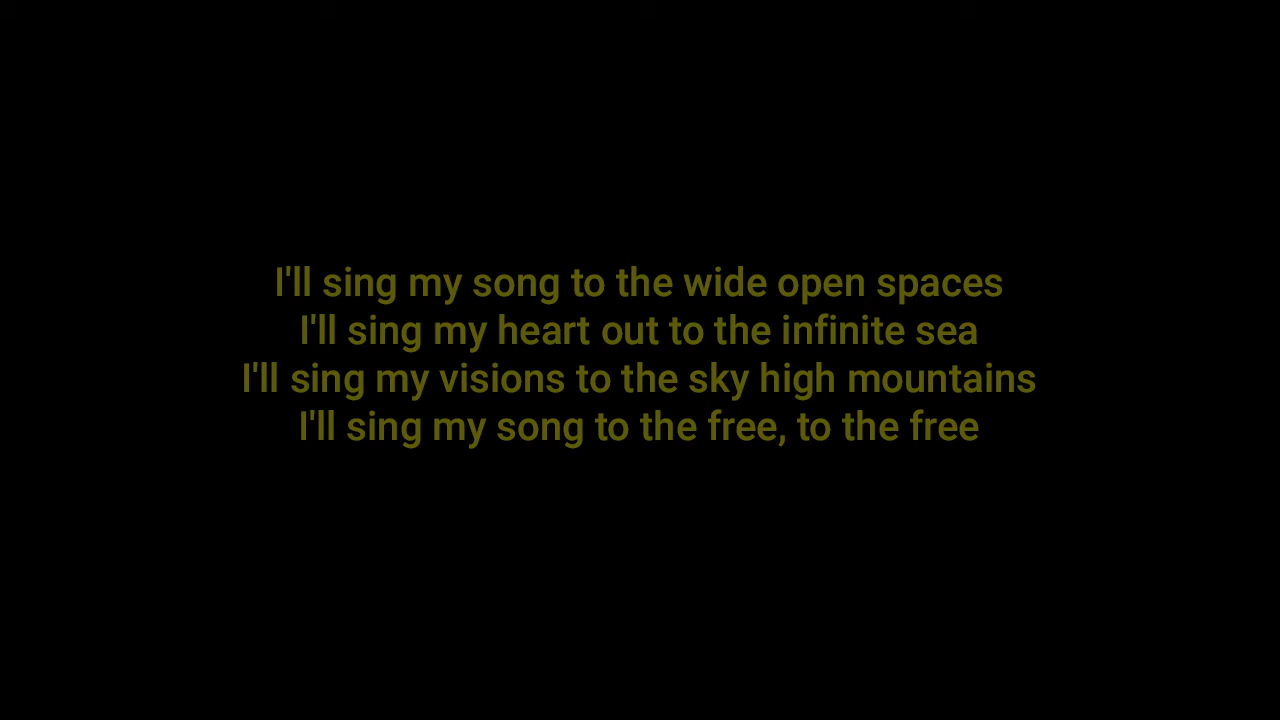 I'll sing my song to the wide open spaces
I'll sing my heart out to the infinite sea
I'll sing my visions to the sky high mountains
I'll sing my song to the free, to the free